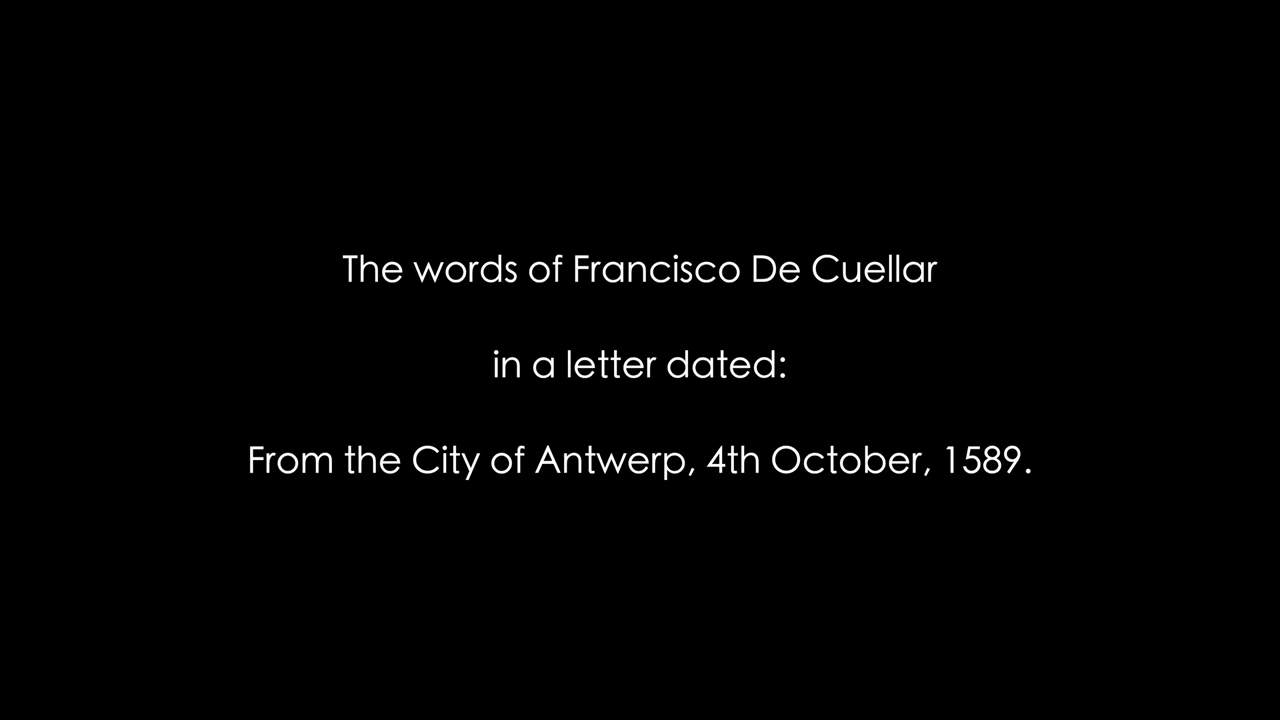 The words of Francisco De Cuellar
in a letter dated:
From the City of Antwerp, 4th October, 1589.